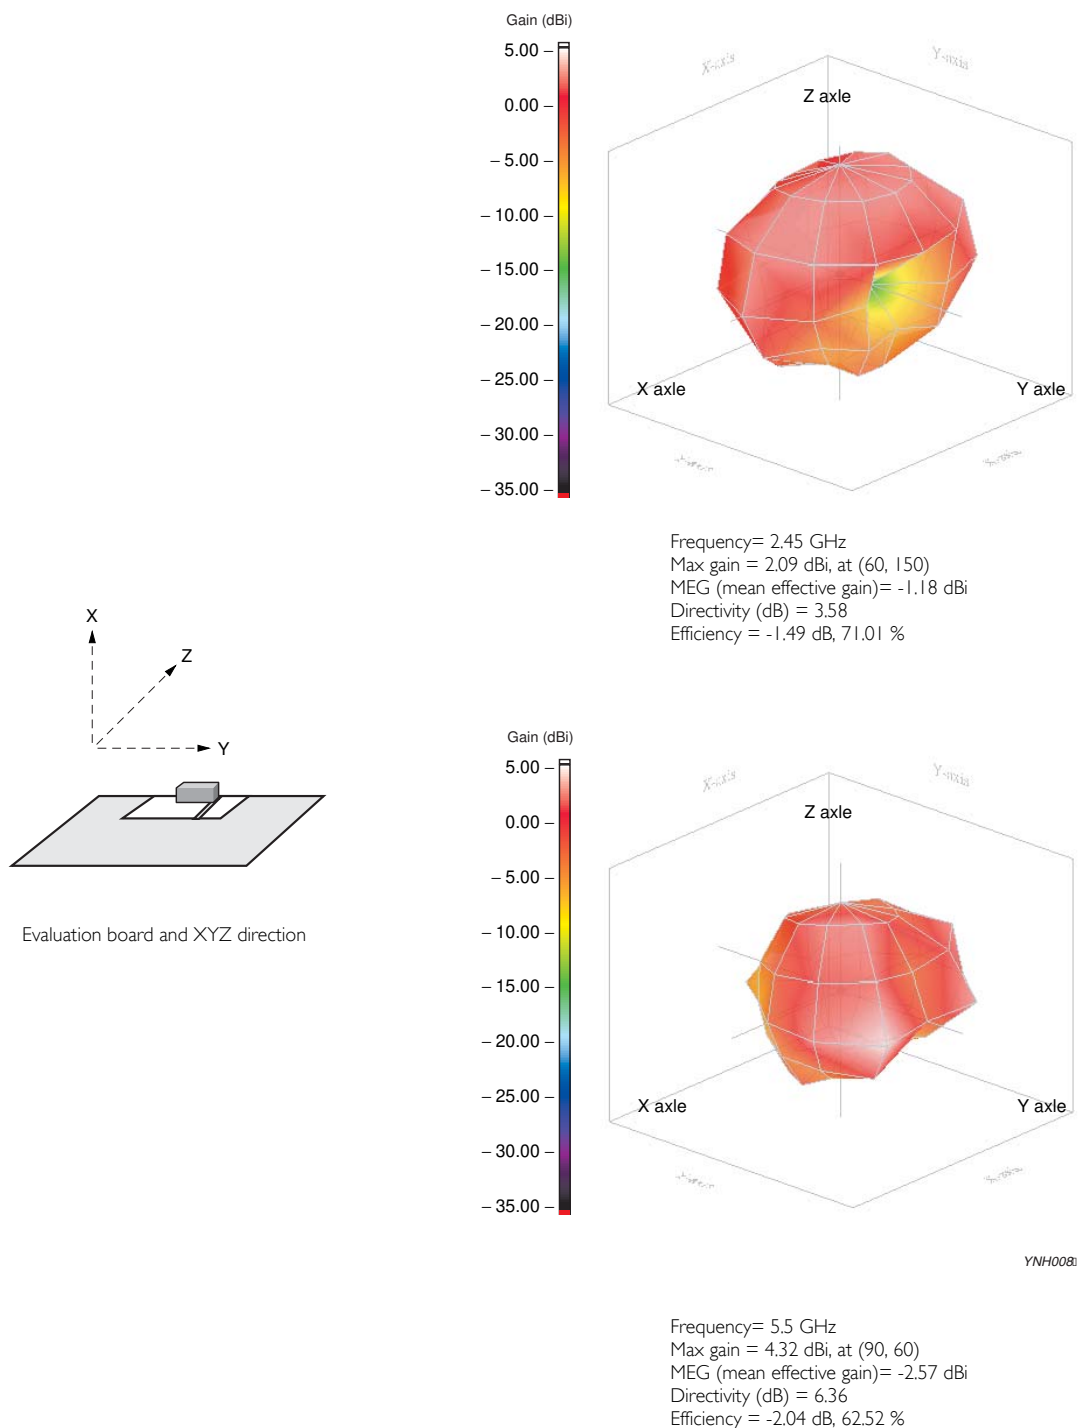 Gain (dBi)
5.00
0.00
– 5.00
– 10.00
– 15.00
– 20.00
– 25.00
– 30.00
– 35.00
X-axis
Y-axis
Z axle
X axle
Y axle
Frequency= 2.45 GHz
Max gain = 2.09 dBi, at (60, 150)
MEG (mean effective gain)= -1.18 dBi
Directivity (dB) = 3.58
Efficiency = -1.49 dB, 71.01 %
X
Z
Y
Evaluation board and XYZ direction
Gain (dBi)
5.00
0.00
– 5.00
– 10.00
– 15.00
– 20.00
– 25.00
– 30.00
– 35.00
X-axis
Y-axis
Z axle
X axle
Y axle
YNH008
Frequency= 5.5 GHz
Max gain = 4.32 dBi, at (90, 60)
MEG (mean effective gain)= -2.57 dBi
Directivity (dB) = 6.36
Efficiency = -2.04 dB, 62.52 %